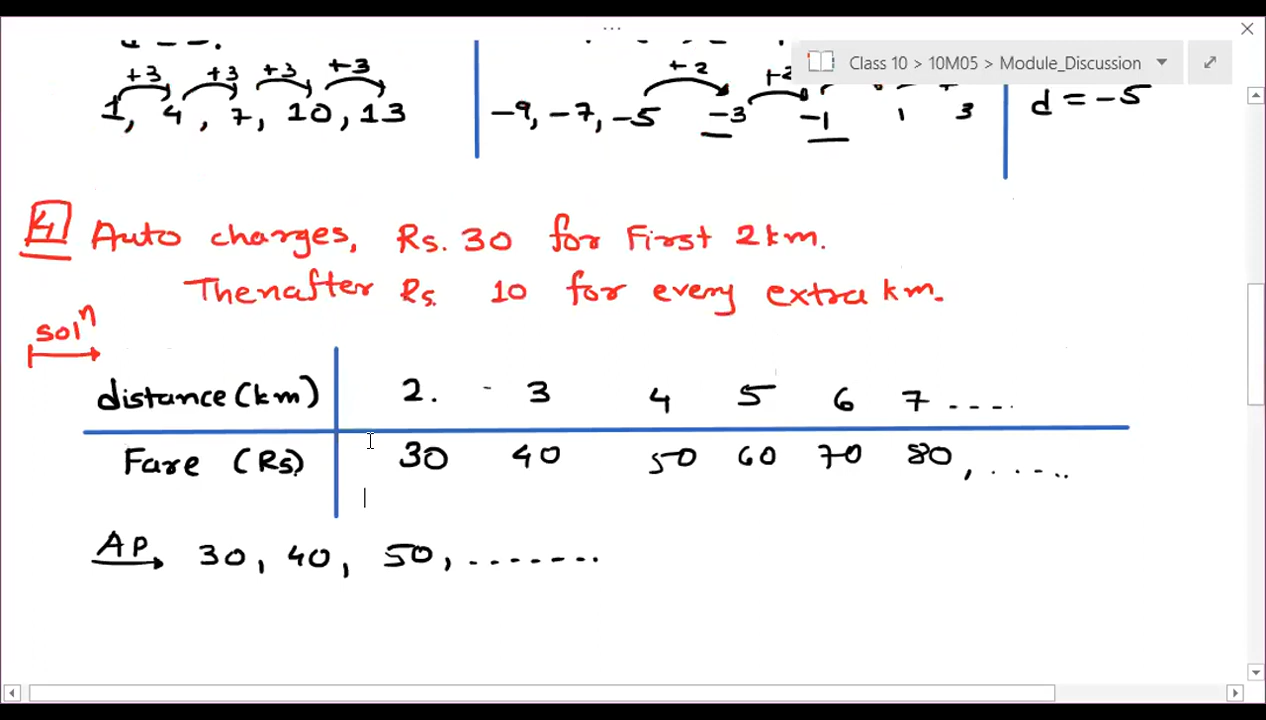 Class 10 > 10M05 > Module_Discussion
+3 +3 +3 +3
1, 4, 7, 10, 13
+2 +2
-9, -7, -5 -3 -1 1 3
d = -5
4 Auto charges, Rs. 30 for First 2 km.
Thenafter Rs. 10 for every extra km.
Solⁿ
distance (km) 2. 3 4 5 6 7 ----
Fare (Rs) 30 40 50 60 70 80, .....
AP 30, 40, 50, .......